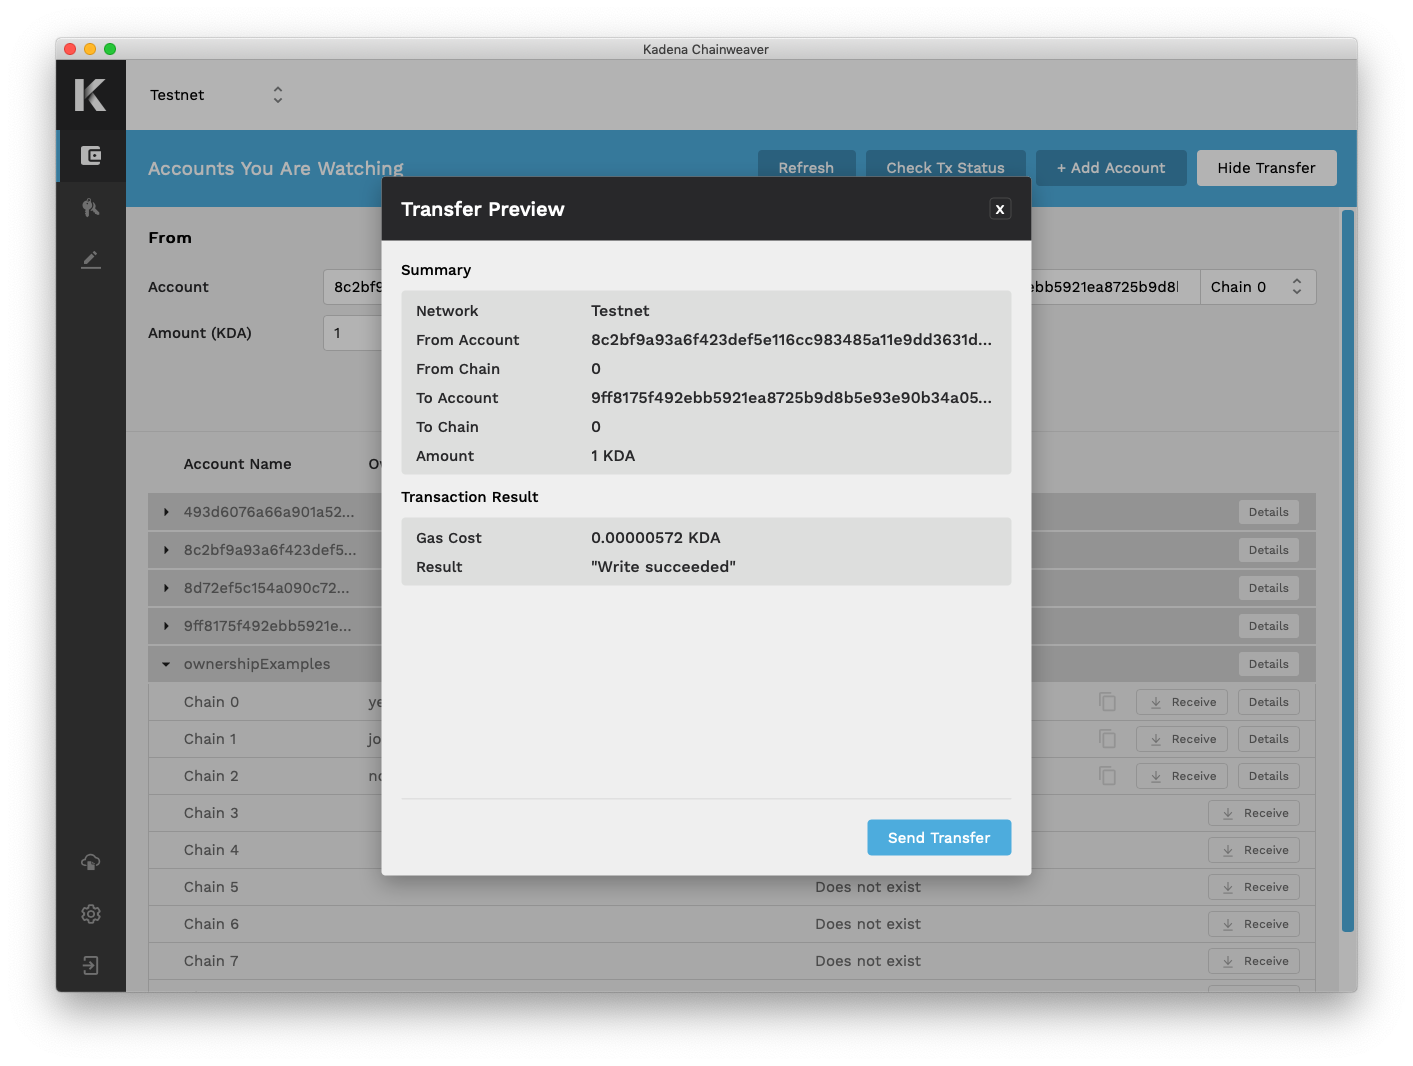 Kadena Chainweaver
Testnet
Accounts You Are Watching
Refresh
Check Tx Status
+ Add Account
Hide Transfer
Transfer Preview
x
From
Account
8c2bf9
ebb5921ea8725b9d8
Chain 0
Amount (KDA)
1
Summary
Network Testnet
From Account 8c2bf9a93a6f423def5e116cc983485a11e9dd3631d...
From Chain 0
To Account 9ff8175f492ebb5921ea8725b9d8b5e93e90b34a05...
To Chain 0
Amount 1 KDA
Transaction Result
Gas Cost 0.00000572 KDA
Result "Write succeeded"
Send Transfer
Account Name
493d6076a66a901a52... Details
8c2bf9a93a6f423def5... Details
8d72ef5c154a090c72... Details
9ff8175f492ebb5921e... Details
ownershipExamples Details
Chain 0 ye Receive Details
Chain 1 jo Receive Details
Chain 2 no Receive Details
Chain 3 Receive
Chain 4 Receive
Chain 5 Does not exist Receive
Chain 6 Does not exist Receive
Chain 7 Does not exist Receive